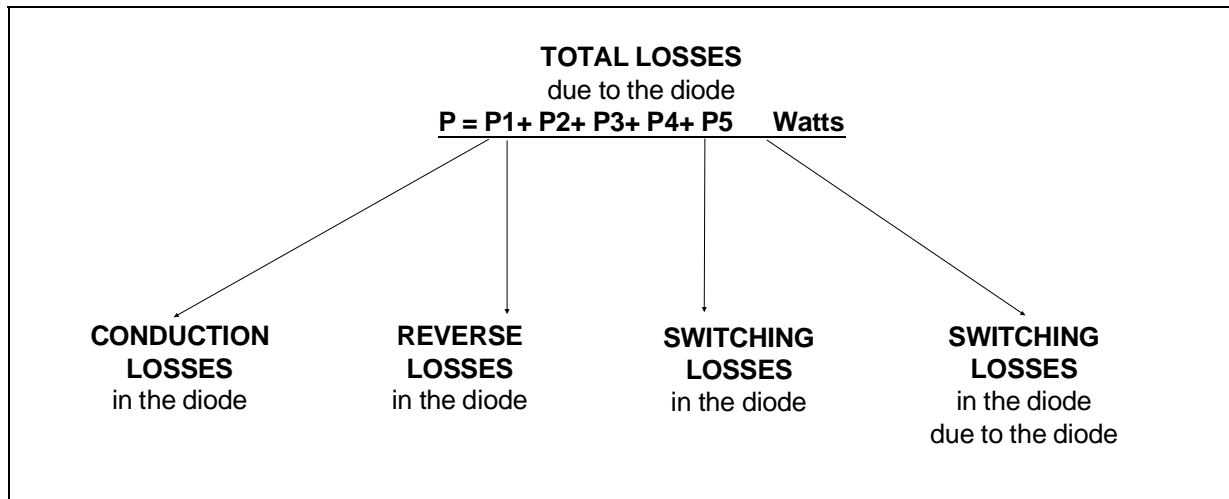 TOTAL LOSSES
due to the diode
P = P1+ P2+ P3+ P4+ P5 Watts
CONDUCTION
LOSSES
in the diode
REVERSE
LOSSES
in the diode
SWITCHING
LOSSES
in the diode
SWITCHING
LOSSES
in the diode
due to the diode